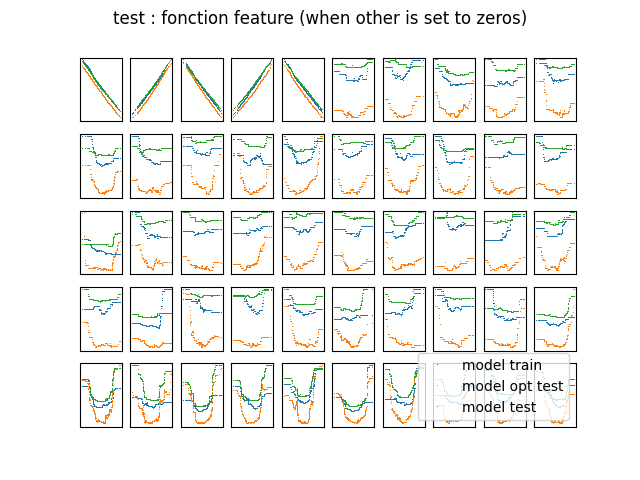 test : fonction feature (when other is set to zeros)
model train
model opt test
model test